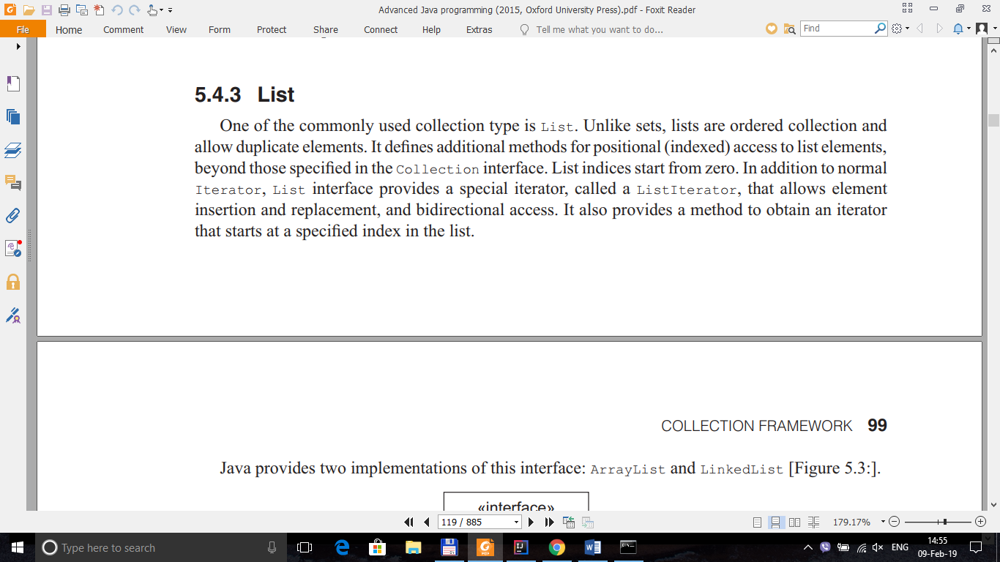 Advanced Java programming (2015, Oxford University Press).pdf - Foxit Reader
File Home Comment View Form Protect Share Connect Help Extras Tell me what you want to do... Find
5.4.3 List
One of the commonly used collection type is List. Unlike sets, lists are ordered collection and
allow duplicate elements. It defines additional methods for positional (indexed) access to list elements,
beyond those specified in the Collection interface. List indices start from zero. In addition to normal
Iterator, List interface provides a special iterator, called a ListIterator, that allows element
insertion and replacement, and bidirectional access. It also provides a method to obtain an iterator
that starts at a specified index in the list.
COLLECTION FRAMEWORK 99
Java provides two implementations of this interface: ArrayList and LinkedList [Figure 5.3:].
«interface»
119 / 885 179.17%
Type here to search ENG 14:55
09-Feb-19